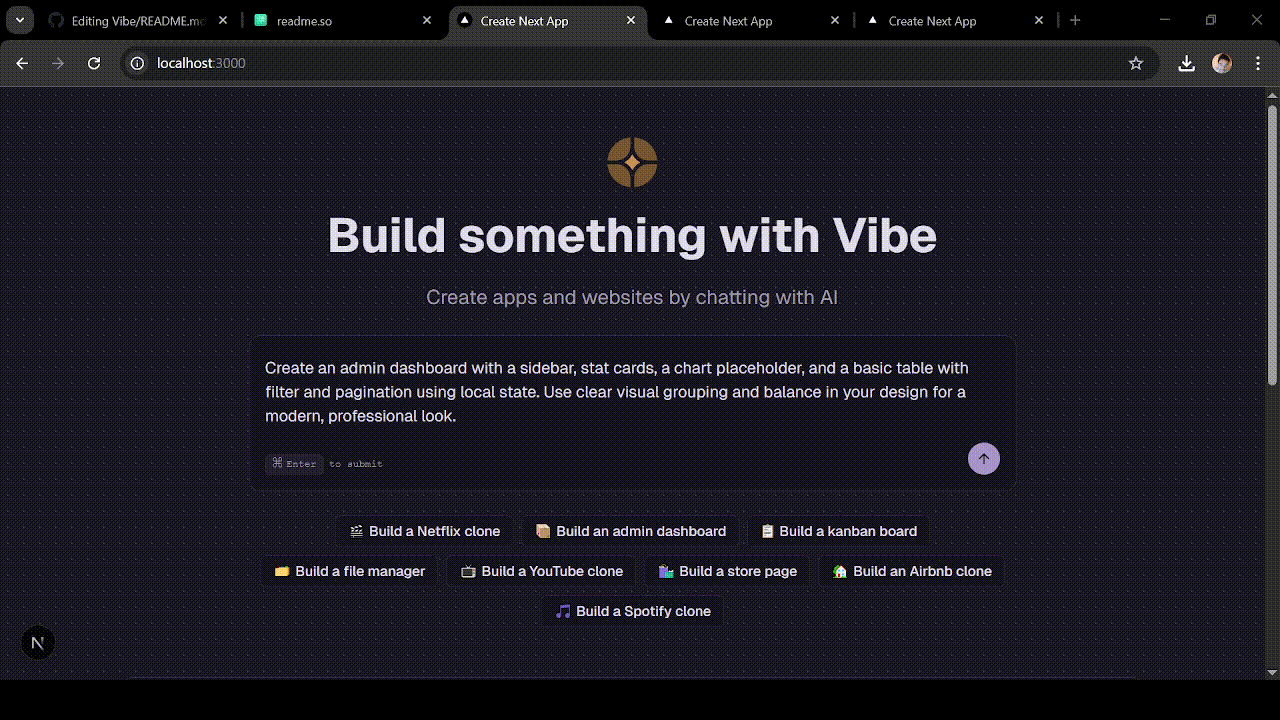 Editing Vibe/README.md
readme.so
Create Next App
Create Next App
Create Next App
localhost:3000
Build something with Vibe
Create apps and websites by chatting with AI
Create an admin dashboard with a sidebar, stat cards, a chart placeholder, and a basic table with
filter and pagination using local state. Use clear visual grouping and balance in your design for a
modern, professional look.
⌘ Enter to submit
🎬 Build a Netflix clone
📦 Build an admin dashboard
📋 Build a kanban board
📁 Build a file manager
📺 Build a YouTube clone
🛍️ Build a store page
🏡 Build an Airbnb clone
🎵 Build a Spotify clone
N